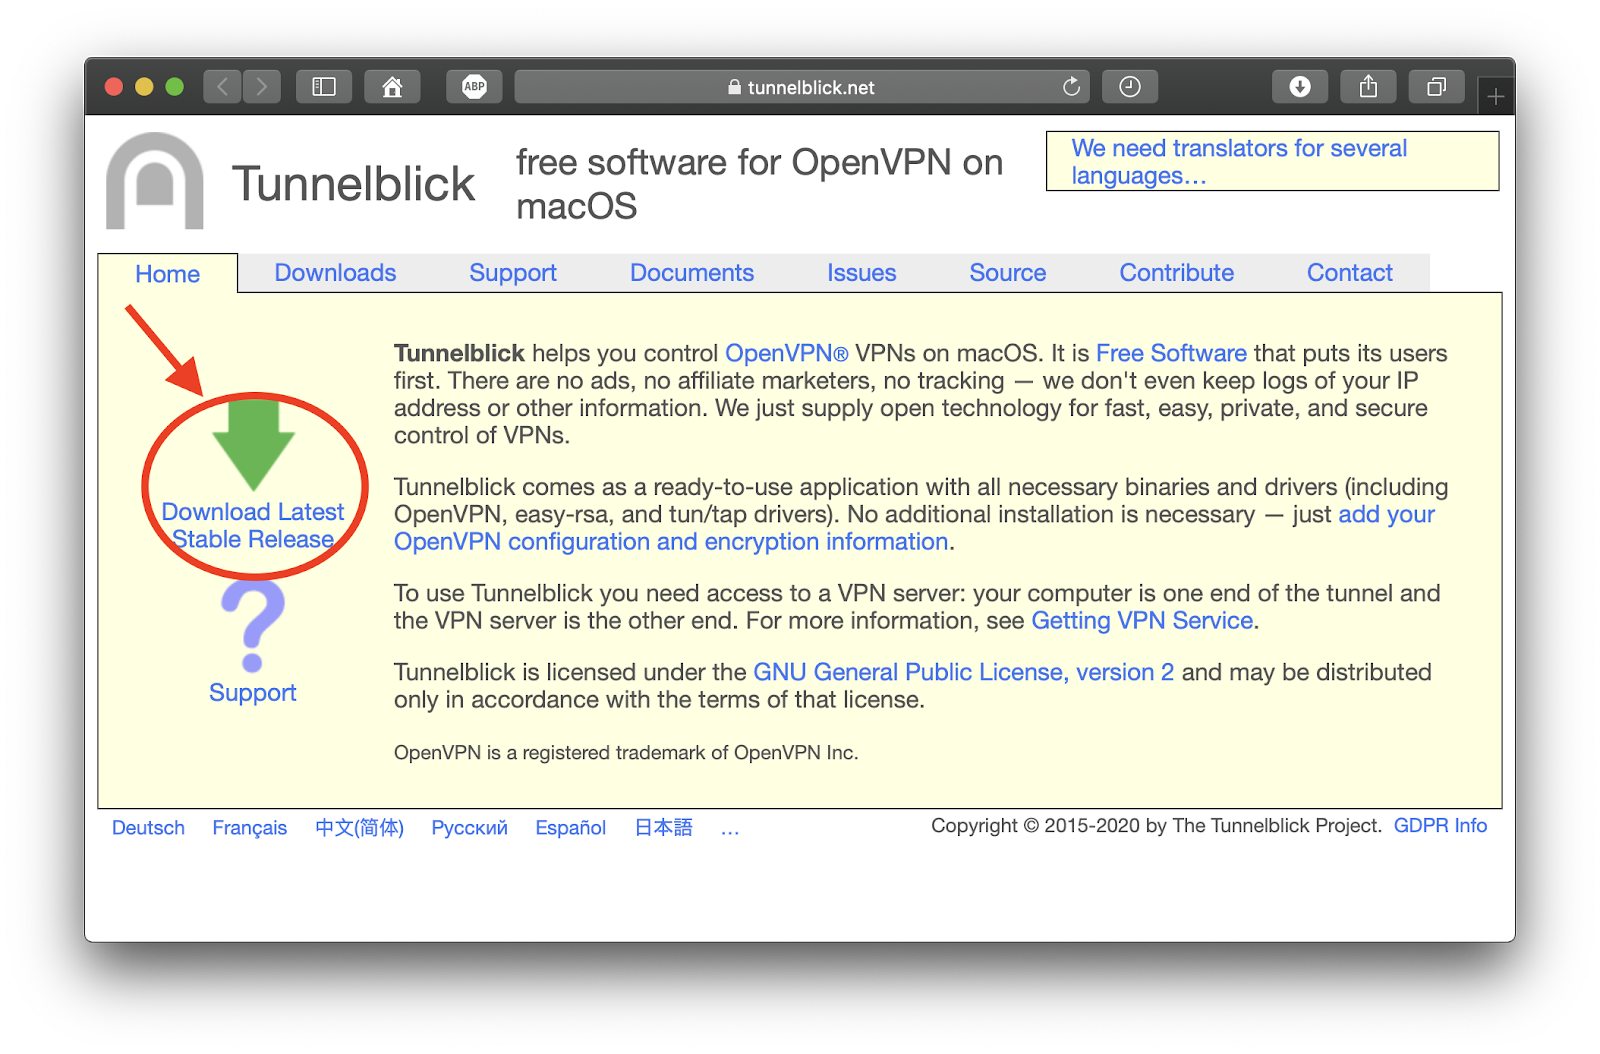 ABP
tunnelblick.net
Tunnelblick
free software for OpenVPN on
macOS
We need translators for several
languages…
Home
Downloads
Support
Documents
Issues
Source
Contribute
Contact
Download Latest
Stable Release
Support
Tunnelblick helps you control OpenVPN® VPNs on macOS. It is Free Software that puts its users
first. There are no ads, no affiliate marketers, no tracking — we don't even keep logs of your IP
address or other information. We just supply open technology for fast, easy, private, and secure
control of VPNs.
Tunnelblick comes as a ready-to-use application with all necessary binaries and drivers (including
OpenVPN, easy-rsa, and tun/tap drivers). No additional installation is necessary — just add your
OpenVPN configuration and encryption information.
To use Tunnelblick you need access to a VPN server: your computer is one end of the tunnel and
the VPN server is the other end. For more information, see Getting VPN Service.
Tunnelblick is licensed under the GNU General Public License, version 2 and may be distributed
only in accordance with the terms of that license.
OpenVPN is a registered trademark of OpenVPN Inc.
Deutsch
Français
中文(简体)
Русский
Español
日本語
…
Copyright © 2015-2020 by The Tunnelblick Project. GDPR Info